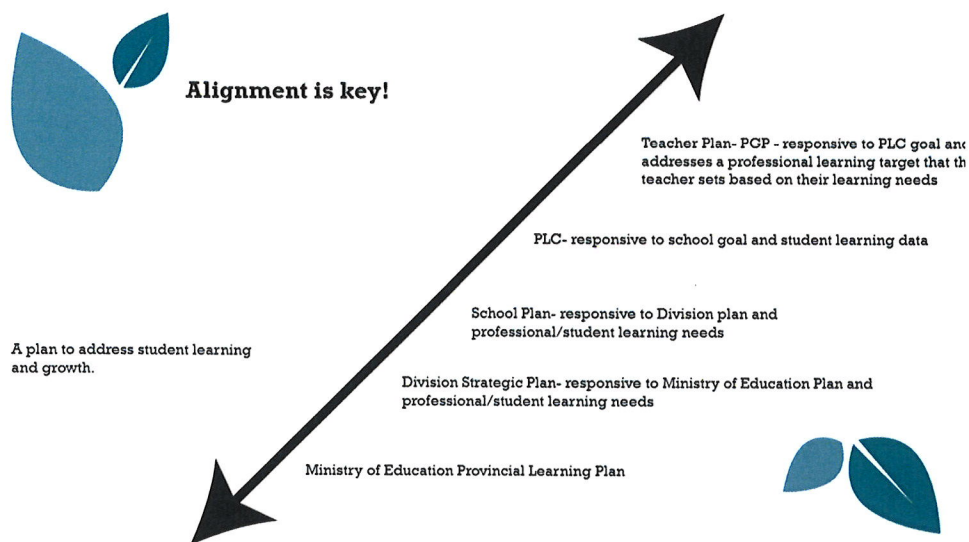 Alignment is key!
Teacher Plan- PGP - responsive to PLC goal and
addresses a professional learning target that th
teacher sets based on their learning needs
PLC- responsive to school goal and student learning data
School Plan- responsive to Division plan and
professional/student learning needs
A plan to address student learning
and growth.
Division Strategic Plan- responsive to Ministry of Education Plan and
professional/student learning needs
Ministry of Education Provincial Learning Plan